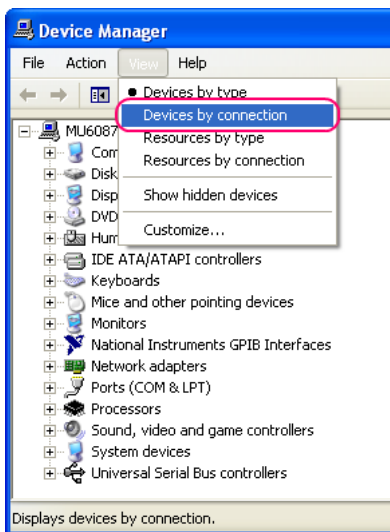 Device Manager
File Action View Help
Devices by type
Devices by connection
Resources by type
Resources by connection
Show hidden devices
Customize...
MU6087
Com
Disk
Disp
DVD
Hum
IDE ATA/ATAPI controllers
Keyboards
Mice and other pointing devices
Monitors
National Instruments GPIB Interfaces
Network adapters
Ports (COM & LPT)
Processors
Sound, video and game controllers
System devices
Universal Serial Bus controllers
Displays devices by connection.